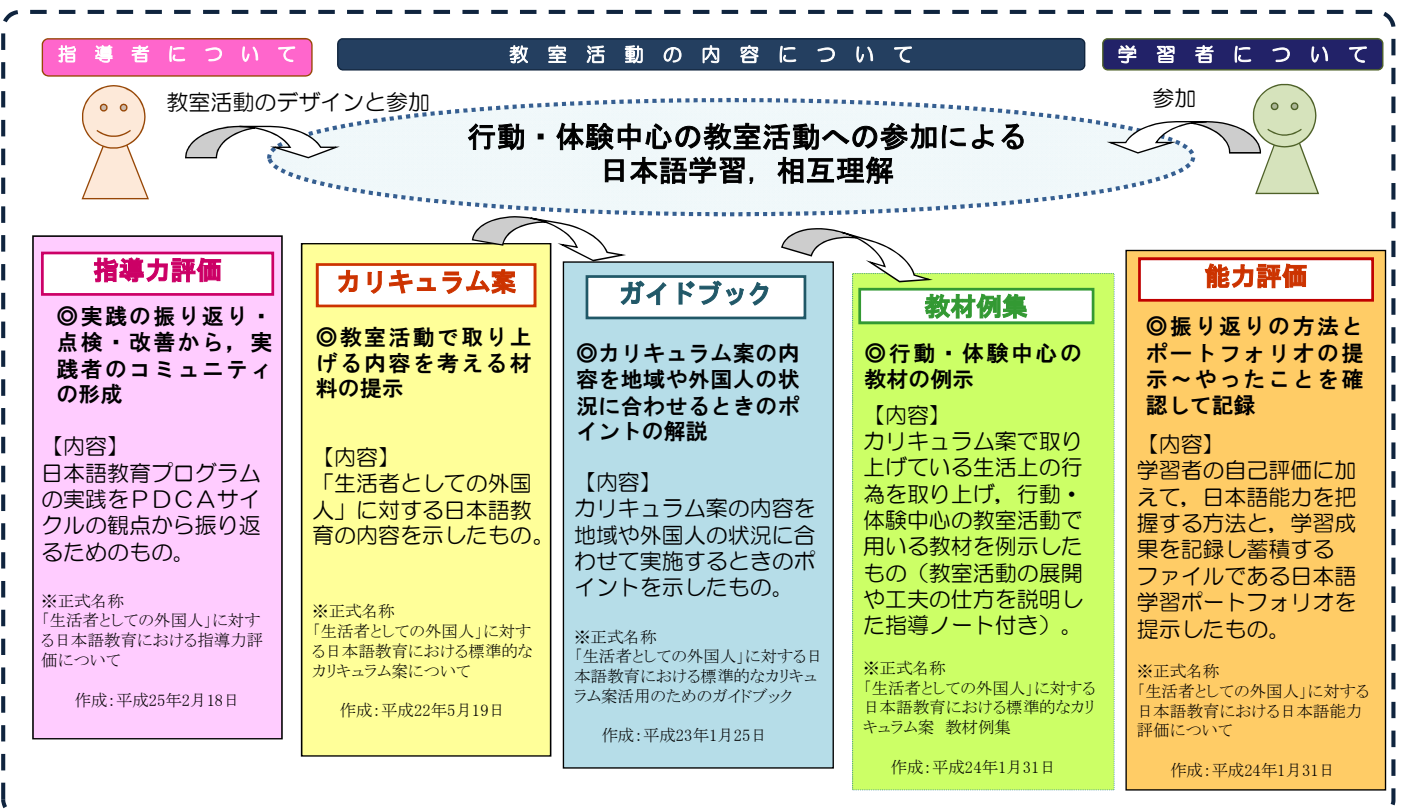 指導者について
教室活動の内容について
学習者について
教室活動のデザインと参加
参加
行動・体験中心の教室活動への参加による
日本語学習，相互理解
指導力評価
◎実践の振り返り・
点検・改善から，実
践者のコミュニティ
の形成
【内容】
日本語教育プログラム
の実践をＰＤＣＡサイ
クルの観点から振り返
るためのもの。
※正式名称
「生活者としての外国人」に対す
る日本語教育における指導力評
価について
作成：平成25年2月18日
カリキュラム案
◎教室活動で取り上
げる内容を考える材
料の提示
【内容】
「生活者としての外国
人」に対する日本語教
育の内容を示したもの。
※正式名称
「生活者としての外国人」に対す
る日本語教育における標準的な
カリキュラム案について
作成：平成22年5月19日
ガイドブック
◎カリキュラム案の内
容を地域や外国人の状
況に合わせるときのポ
イントの解説
【内容】
カリキュラム案の内容を
地域や外国人の状況に合
わせて実施するときのポ
イントを示したもの。
※正式名称
「生活者としての外国人」に対する日
本語教育における標準的なカリキュ
ラム案活用のためのガイドブック
作成：平成23年1月25日
教材例集
◎行動・体験中心の
教材の例示
【内容】
カリキュラム案で取り
上げている生活上の行
為を取り上げ，行動・
体験中心の教室活動で
用いる教材を例示した
もの（教室活動の展開
や工夫の仕方を説明し
た指導ノート付き）。
※正式名称
「生活者としての外国人」に対する
日本語教育における標準的なカリ
キュラム案　教材例集
作成：平成24年1月31日
能力評価
◎振り返りの方法と
ポートフォリオの提
示～やったことを確
認して記録
【内容】
学習者の自己評価に加
えて，日本語能力を把
握する方法と，学習成
果を記録し蓄積する
ファイルである日本語
学習ポートフォリオを
提示したもの。
※正式名称
「生活者としての外国人」に対する
日本語教育における日本語能力
評価について
作成：平成24年1月31日